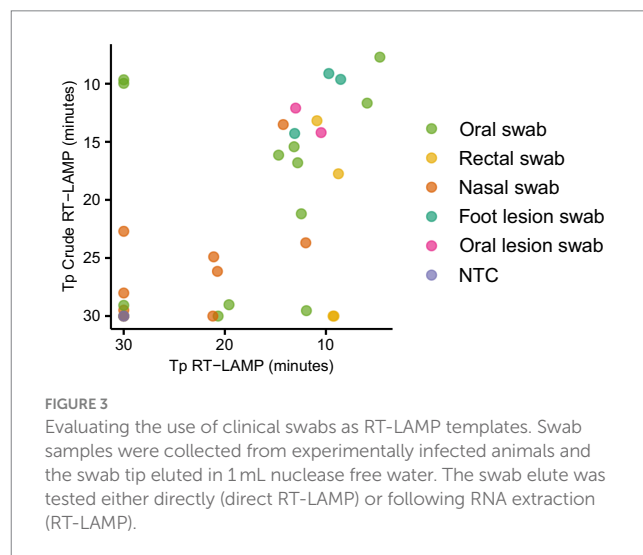 Tp Crude RT−LAMP (minutes)
10
15
20
25
30
30
20
10
Tp RT−LAMP (minutes)
Oral swab
Rectal swab
Nasal swab
Foot lesion swab
Oral lesion swab
NTC
FIGURE 3
Evaluating the use of clinical swabs as RT-LAMP templates. Swab
samples were collected from experimentally infected animals and
the swab tip eluted in 1 mL nuclease free water. The swab elute was
tested either directly (direct RT-LAMP) or following RNA extraction
(RT-LAMP).